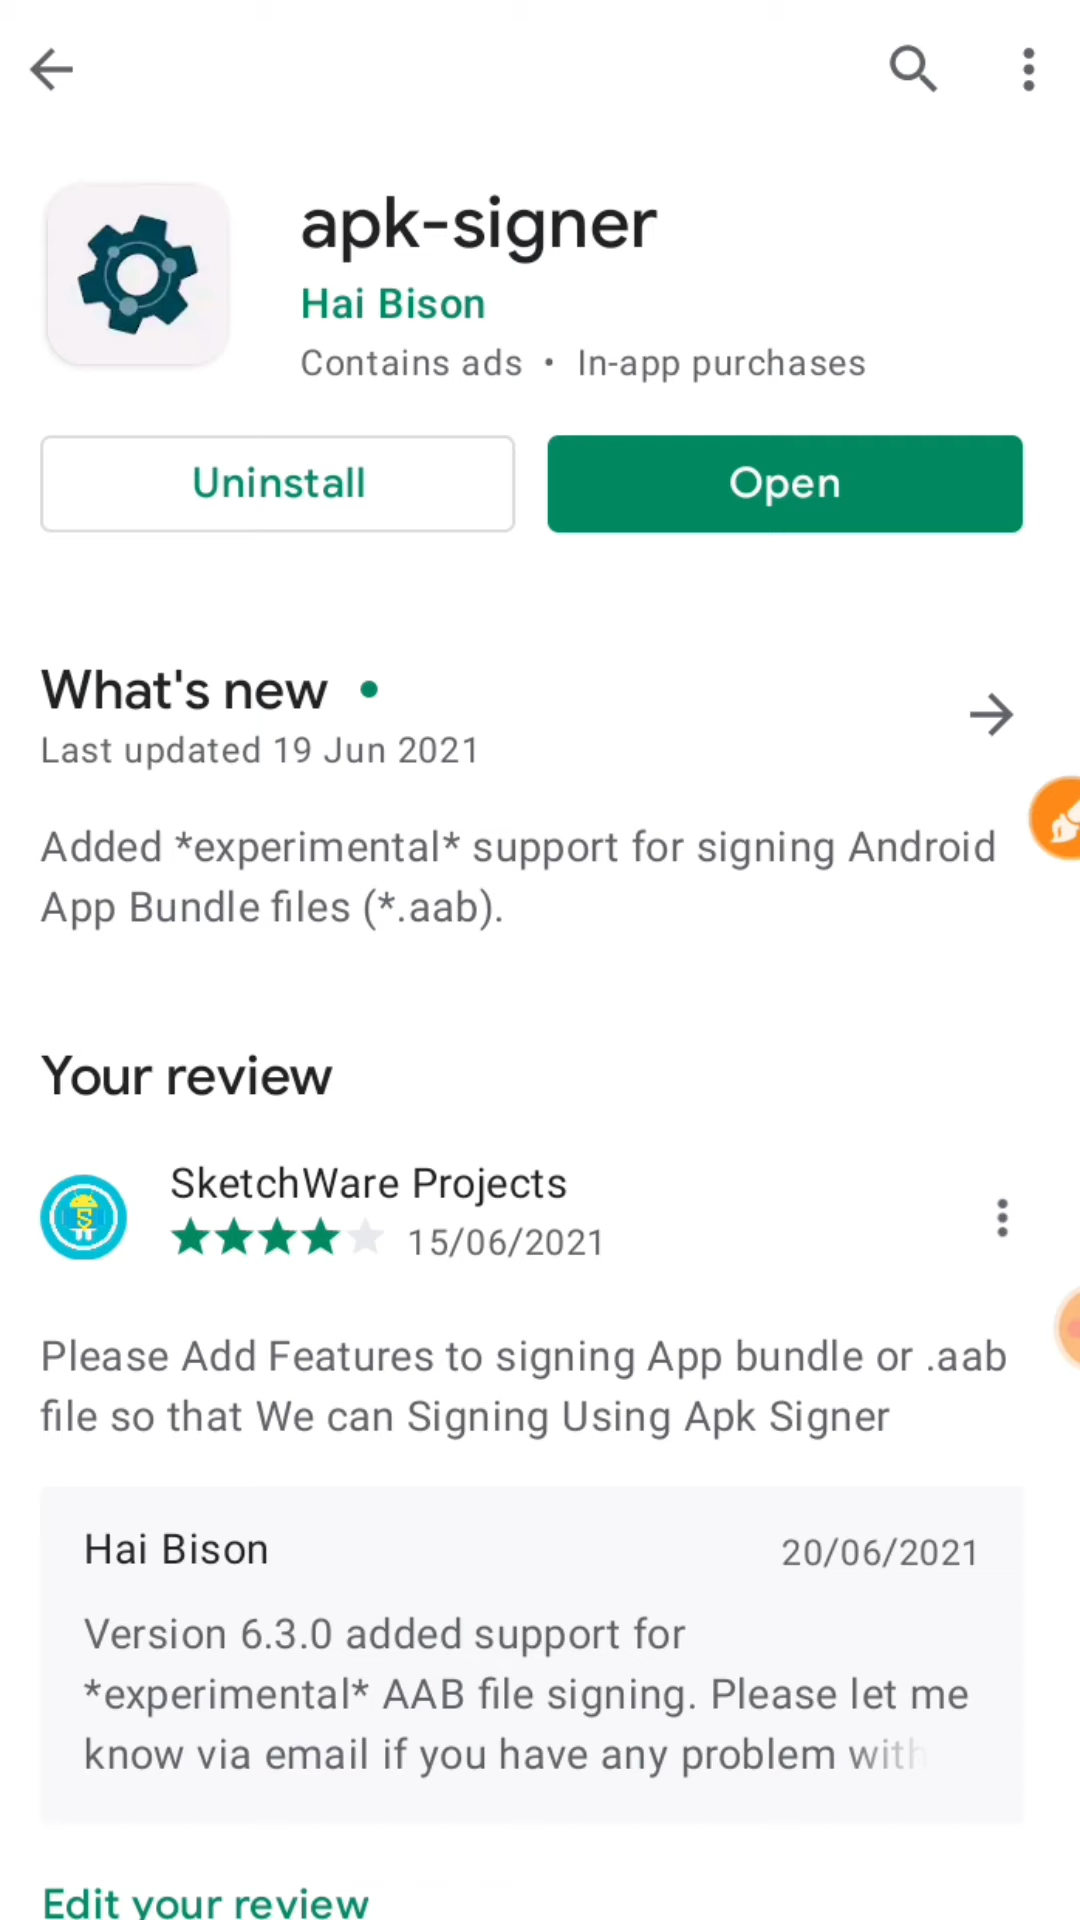 apk-signer
Hai Bison
Contains ads • In-app purchases
Uninstall
Open
What's new
Last updated 19 Jun 2021
Added *experimental* support for signing Android
App Bundle files (*.aab).
Your review
SketchWare Projects
15/06/2021
Please Add Features to signing App bundle or .aab
file so that We can Signing Using Apk Signer
Hai Bison
20/06/2021
Version 6.3.0 added support for
*experimental* AAB file signing. Please let me
know via email if you have any problem with
Edit your review